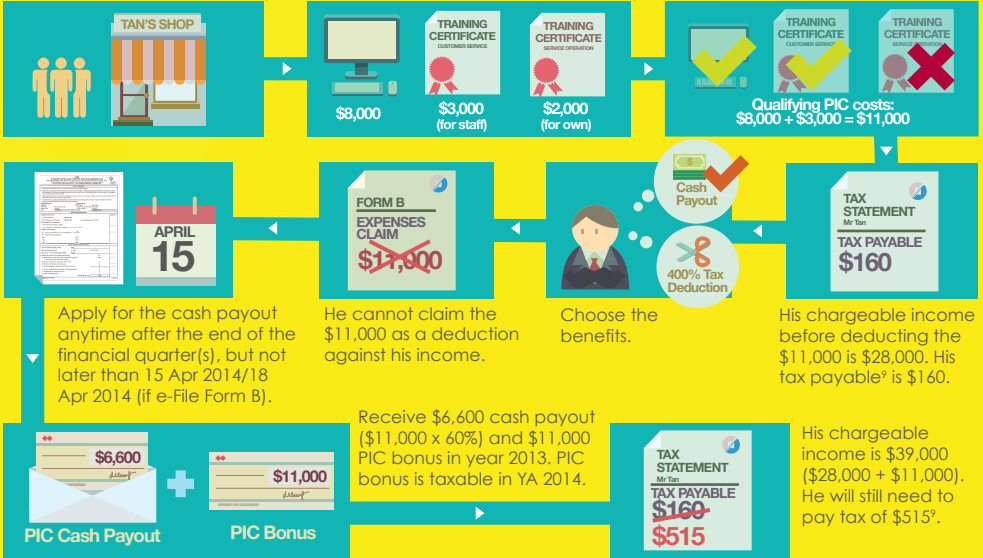 TAN'S SHOP
$8,000
TRAINING
CERTIFICATE
CUSTOMER SERVICE
$3,000
(for staff)
TRAINING
CERTIFICATE
SERVICE OPERATION
$2,000
(for own)
TRAINING
CERTIFICATE
CUSTOMER SERVICE
TRAINING
CERTIFICATE
SERVICE OPERATION
Qualifying PIC costs:
$8,000 + $3,000 = $11,000
TAX
STATEMENT
Mr Tan
TAX PAYABLE
$160
His chargeable income
before deducting the
$11,000 is $28,000. His
tax payable⁹ is $160.
Cash
Payout
400% Tax
Deduction
Choose the
benefits.
FORM B
EXPENSES
CLAIM
$11,000
He cannot claim the
$11,000 as a deduction
against his income.
APRIL
15
Apply for the cash payout
anytime after the end of the
financial quarter(s), but not
later than 15 Apr 2014/18
Apr 2014 (if e-File Form B).
$6,600
PIC Cash Payout
$11,000
PIC Bonus
Receive $6,600 cash payout
($11,000 x 60%) and $11,000
PIC bonus in year 2013. PIC
bonus is taxable in YA 2014.
TAX
STATEMENT
Mr Tan
TAX PAYABLE
$160
$515
His chargeable
income is $39,000
($28,000 + $11,000).
He will still need to
pay tax of $515⁹.